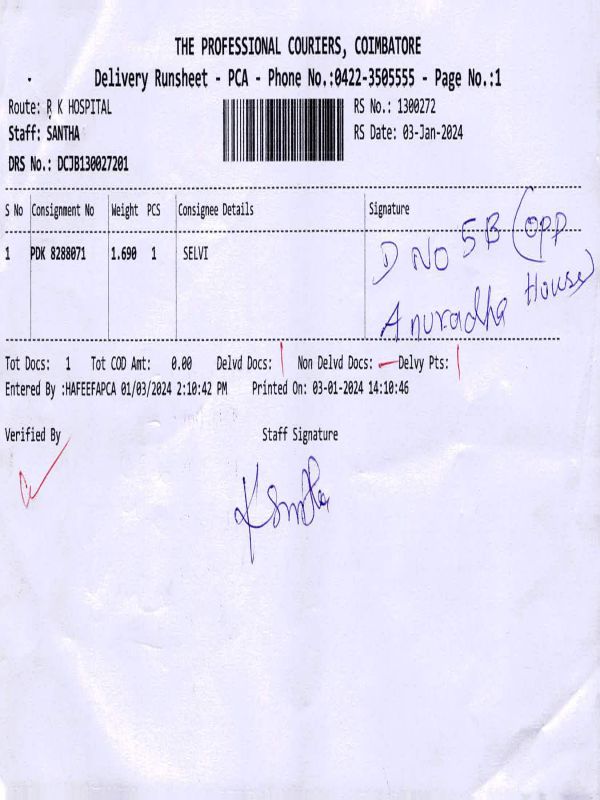 THE PROFESSIONAL COURIERS, COIMBATORE
Delivery Runsheet - PCA - Phone No.:0422-3505555 - Page No.:1
Route: R K HOSPITAL
RS No.: 1300272
Staff: SANTHA
RS Date: 03-Jan-2024
DRS No.: DCJB130027201
S No Consignment No Weight PCS Consignee Details Signature
1 PDK 8288071 1.690 1 SELVI
D NO 5B (opp
Anuradha House)
Tot Docs: 1 Tot COD Amt: 0.00 Delvd Docs: | Non Delvd Docs: - Delvy Pts: |
Entered By :HAFEEFAPCA 01/03/2024 2:10:42 PM Printed On: 03-01-2024 14:10:46
Verified By Staff Signature